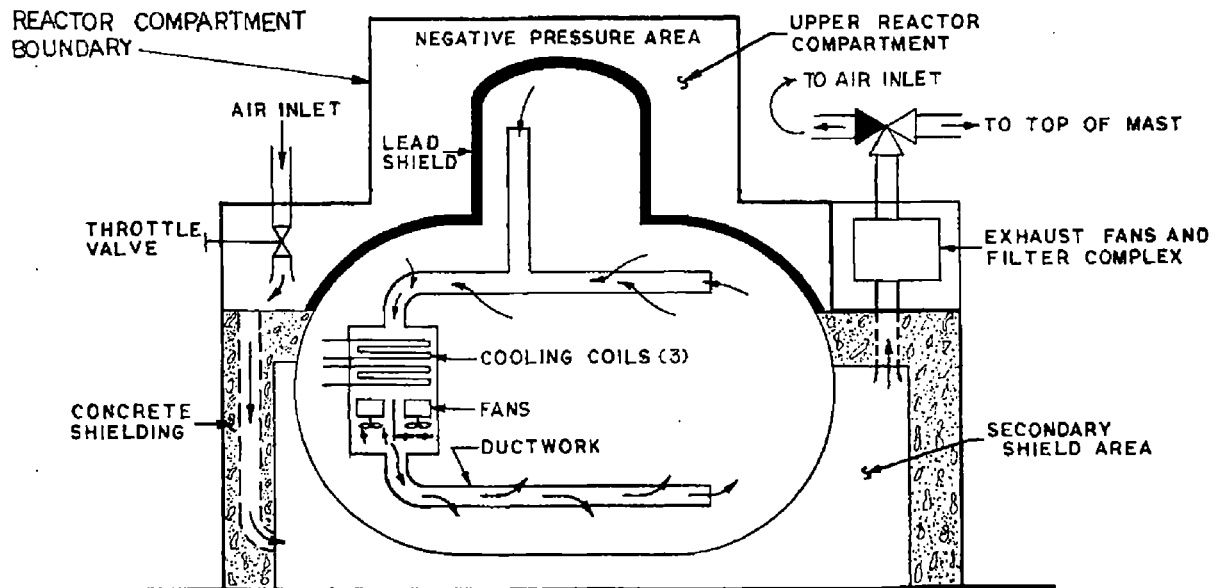 REACTOR COMPARTMENT
BOUNDARY
NEGATIVE PRESSURE AREA
UPPER REACTOR
COMPARTMENT
TO AIR INLET
AIR INLET
TO TOP OF MAST
LEAD
SHIELD
THROTTLE
VALVE
EXHAUST FANS AND
FILTER COMPLEX
COOLING COILS (3)
FANS
CONCRETE
SHIELDING
DUCTWORK
SECONDARY
SHIELD AREA